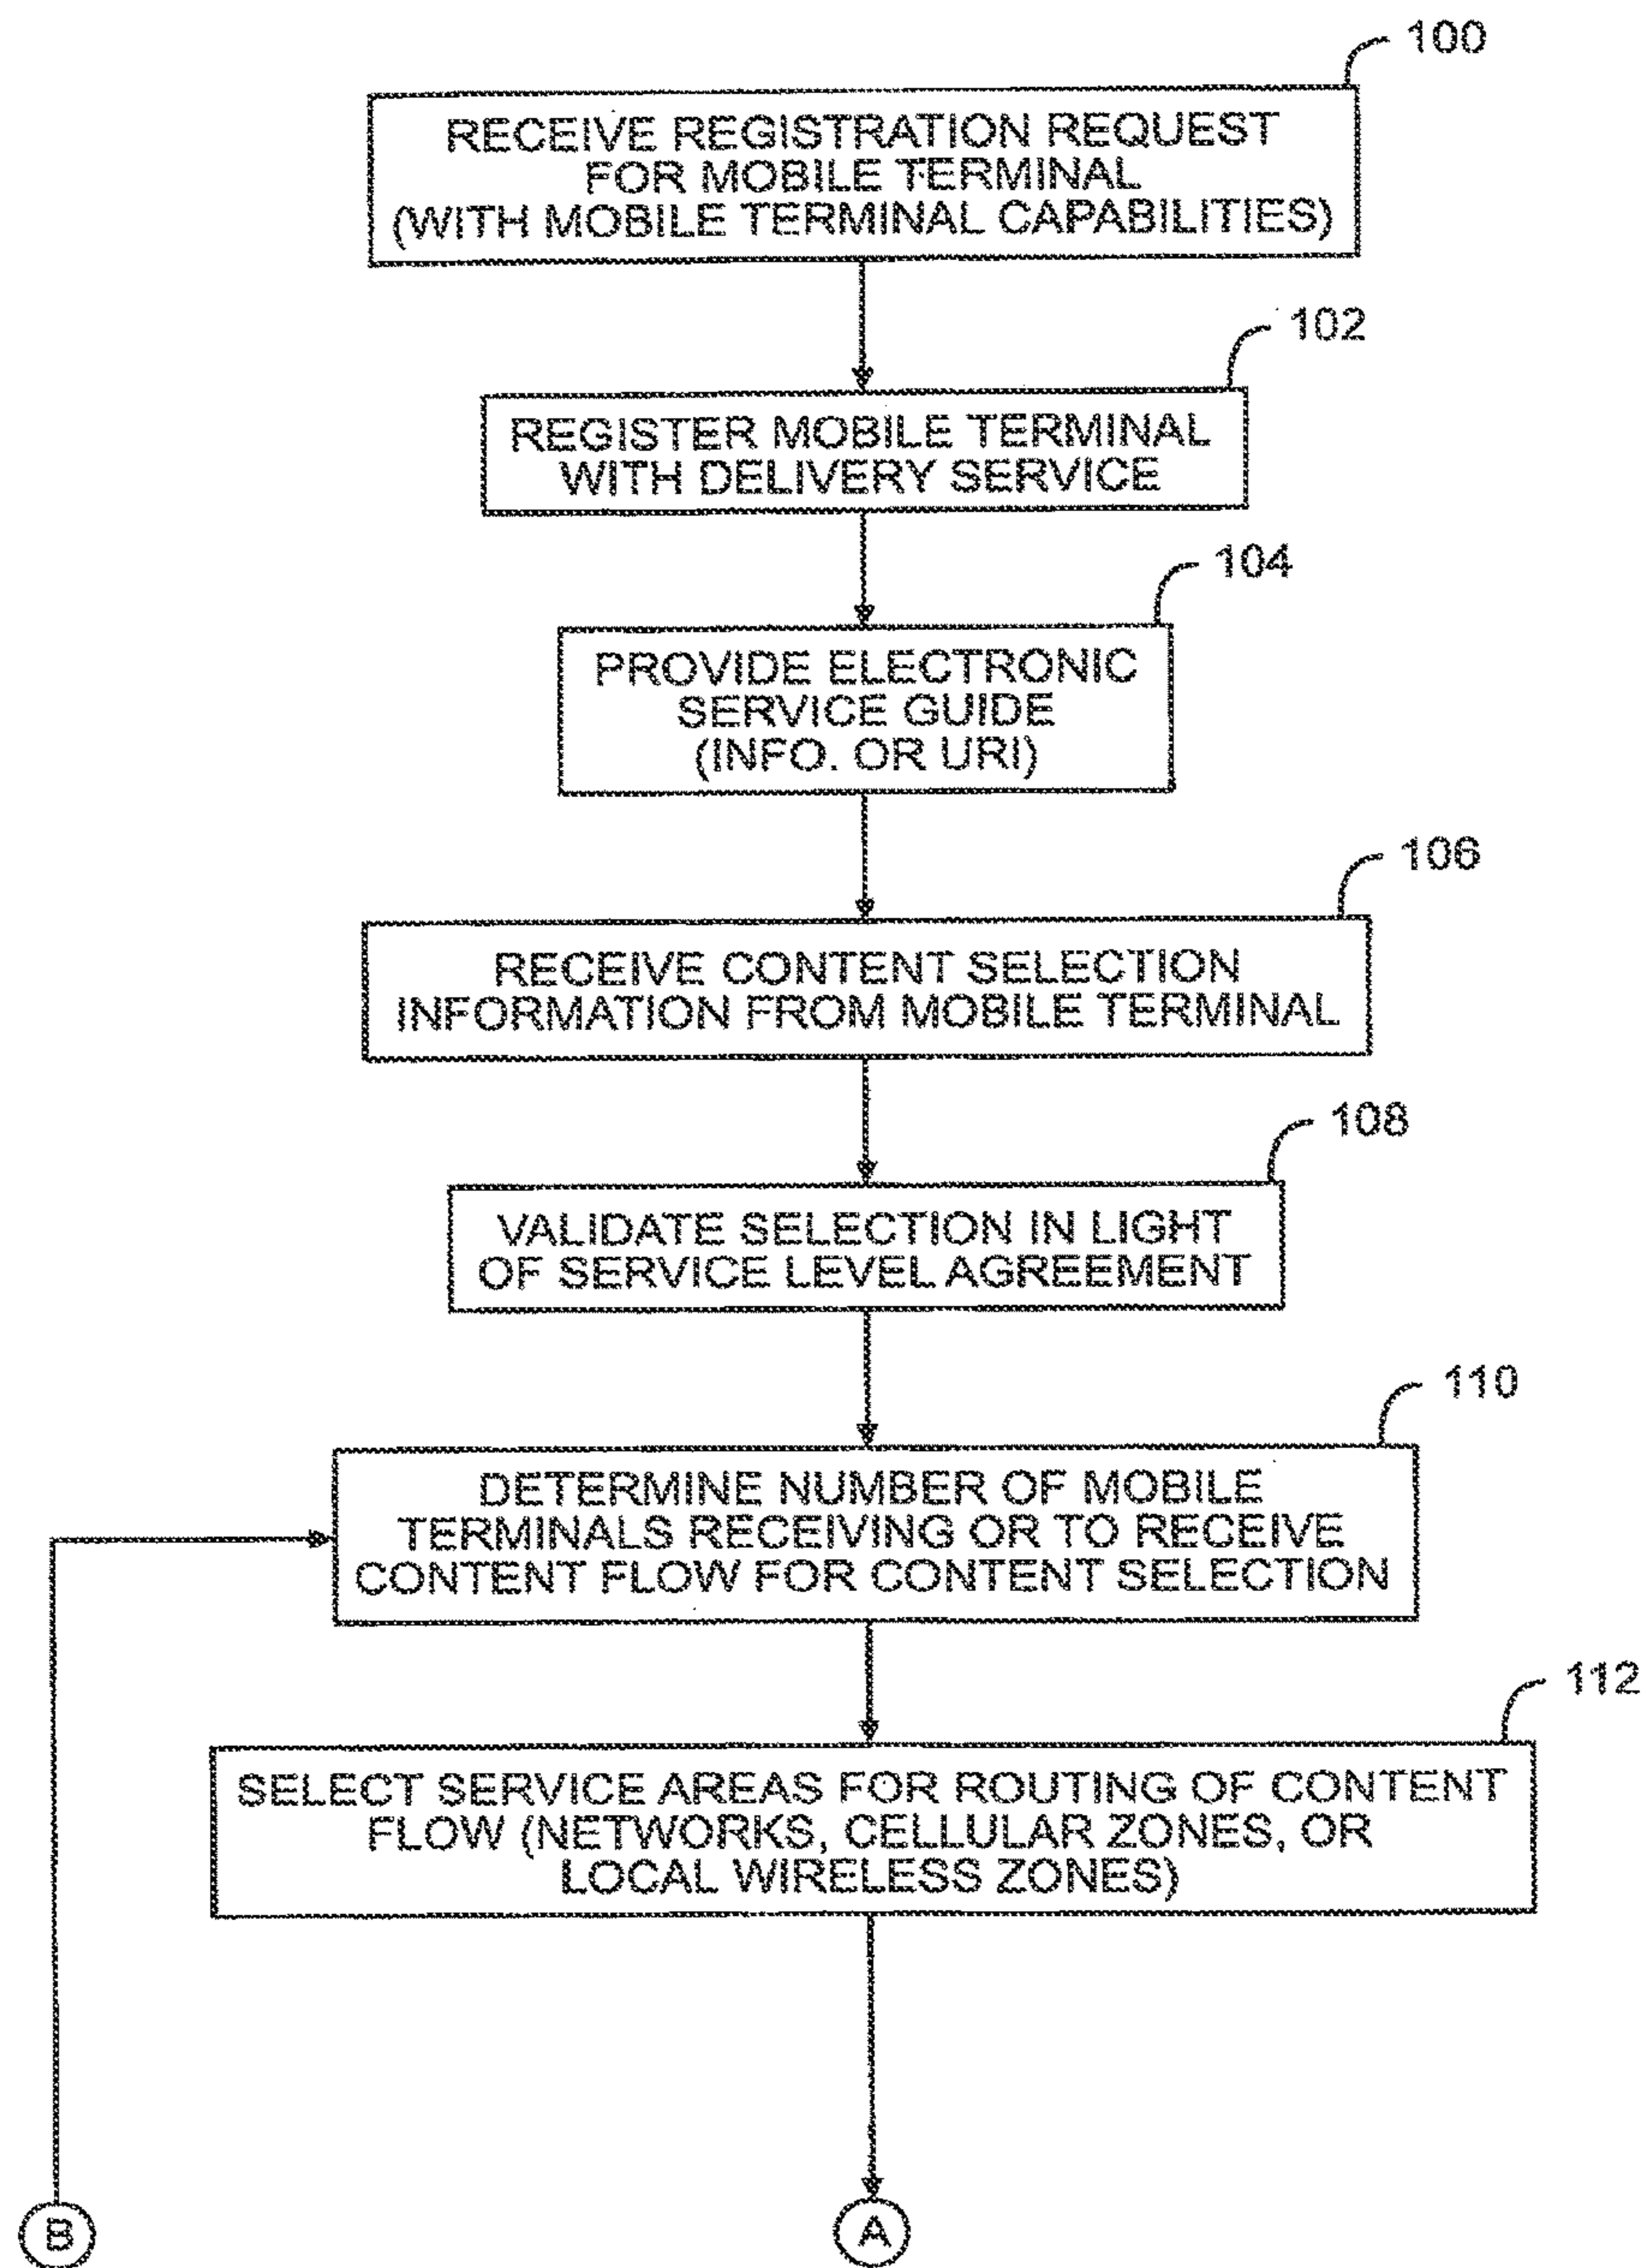 100
RECEIVE REGISTRATION REQUEST
FOR MOBILE TERMINAL
(WITH MOBILE TERMINAL CAPABILITIES)
102
REGISTER MOBILE TERMINAL
WITH DELIVERY SERVICE
104
PROVIDE ELECTRONIC
SERVICE GUIDE
(INFO. OR URI)
106
RECEIVE CONTENT SELECTION
INFORMATION FROM MOBILE TERMINAL
108
VALIDATE SELECTION IN LIGHT
OF SERVICE LEVEL AGREEMENT
110
DETERMINE NUMBER OF MOBILE
TERMINALS RECEIVING OR TO RECEIVE
CONTENT FLOW FOR CONTENT SELECTION
112
SELECT SERVICE AREAS FOR ROUTING OF CONTENT
FLOW (NETWORKS, CELLULAR ZONES, OR
LOCAL WIRELESS ZONES)
B
A